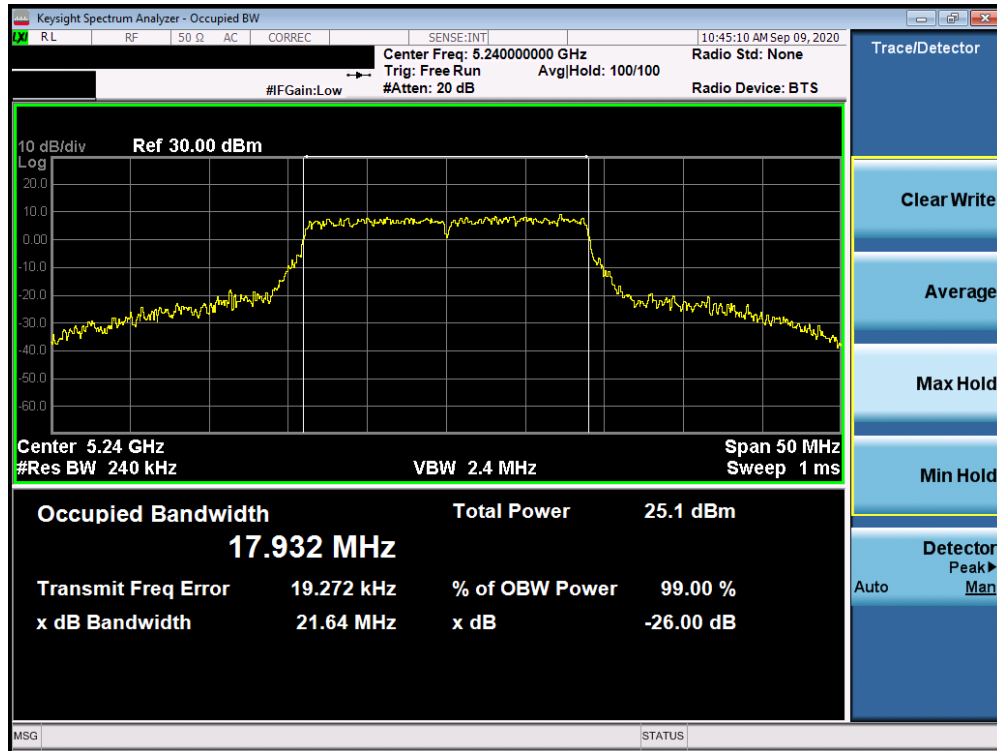 Keysight Spectrum Analyzer - Occupied BW
LXI RL RF 50 Ω AC CORREC SENSE:INT 10:45:10 AM Sep 09, 2020
Center Freq: 5.240000000 GHz Radio Std: None
Trig: Free Run Avg|Hold: 100/100
#IFGain:Low #Atten: 20 dB Radio Device: BTS
10 dB/div Ref 30.00 dBm
Log
20.0
10.0
0.00
-10.0
-20.0
-30.0
-40.0
-50.0
-60.0
Center 5.24 GHz Span 50 MHz
#Res BW 240 kHz VBW 2.4 MHz Sweep 1 ms
Occupied Bandwidth Total Power 25.1 dBm
17.932 MHz
Transmit Freq Error 19.272 kHz % of OBW Power 99.00 %
x dB Bandwidth 21.64 MHz x dB -26.00 dB
MSG STATUS
Trace/Detector
Clear Write
Average
Max Hold
Min Hold
Detector
Peak▶
Auto Man